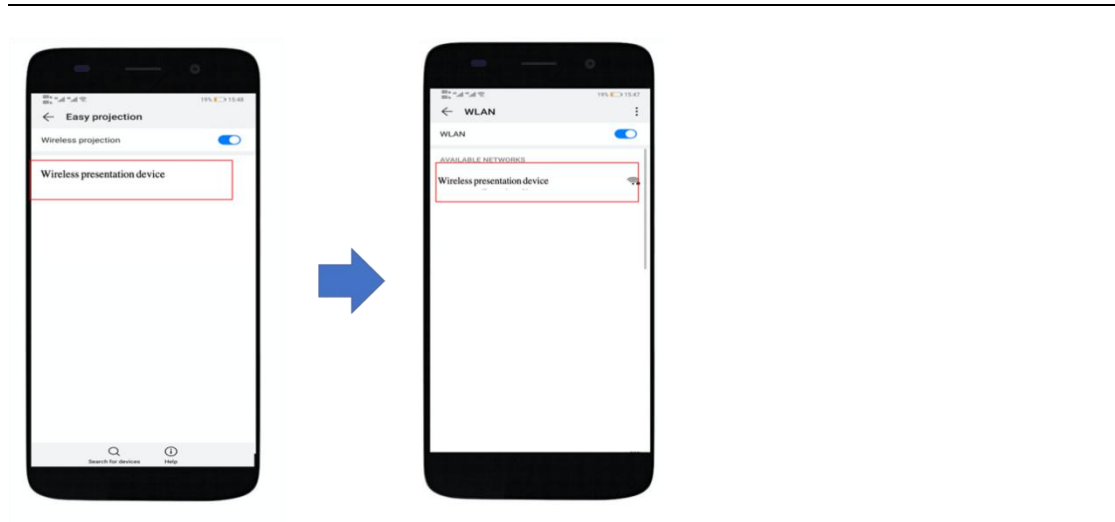 19% 15:48
Easy projection
Wireless projection
Wireless presentation device
Search for devices
Help
19% 15:47
WLAN
WLAN
AVAILABLE NETWORKS
Wireless presentation device